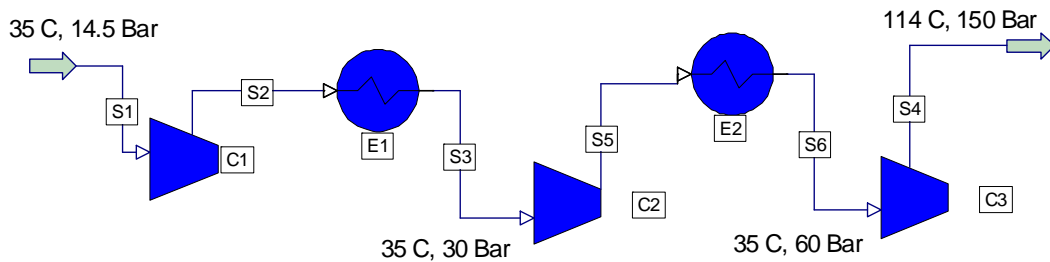 35 C, 14.5 Bar
114 C, 150 Bar
S1
S2
E1
S3
C1
35 C, 30 Bar
S5
C2
E2
S6
35 C, 60 Bar
S4
C3